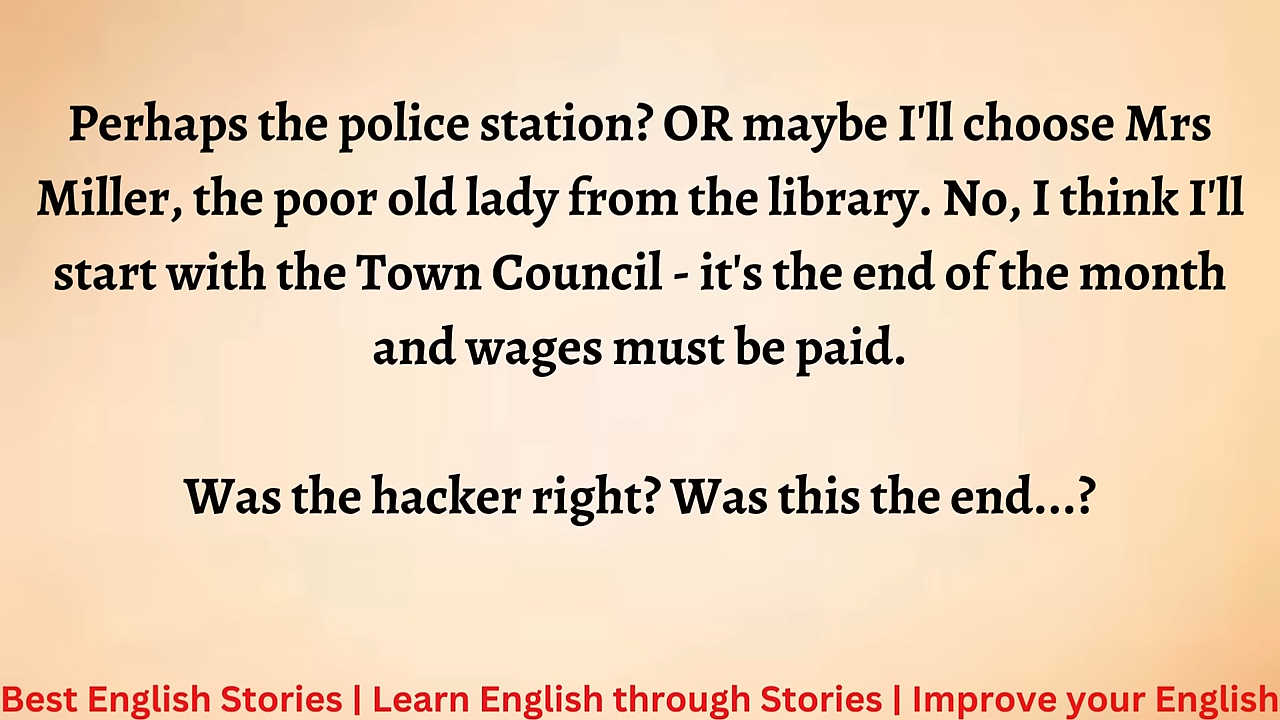 Perhaps the police station? OR maybe I'll choose Mrs
Miller, the poor old lady from the library. No, I think I'll
start with the Town Council - it's the end of the month
and wages must be paid.
Was the hacker right? Was this the end...?
Best English Stories | Learn English through Stories | Improve your English